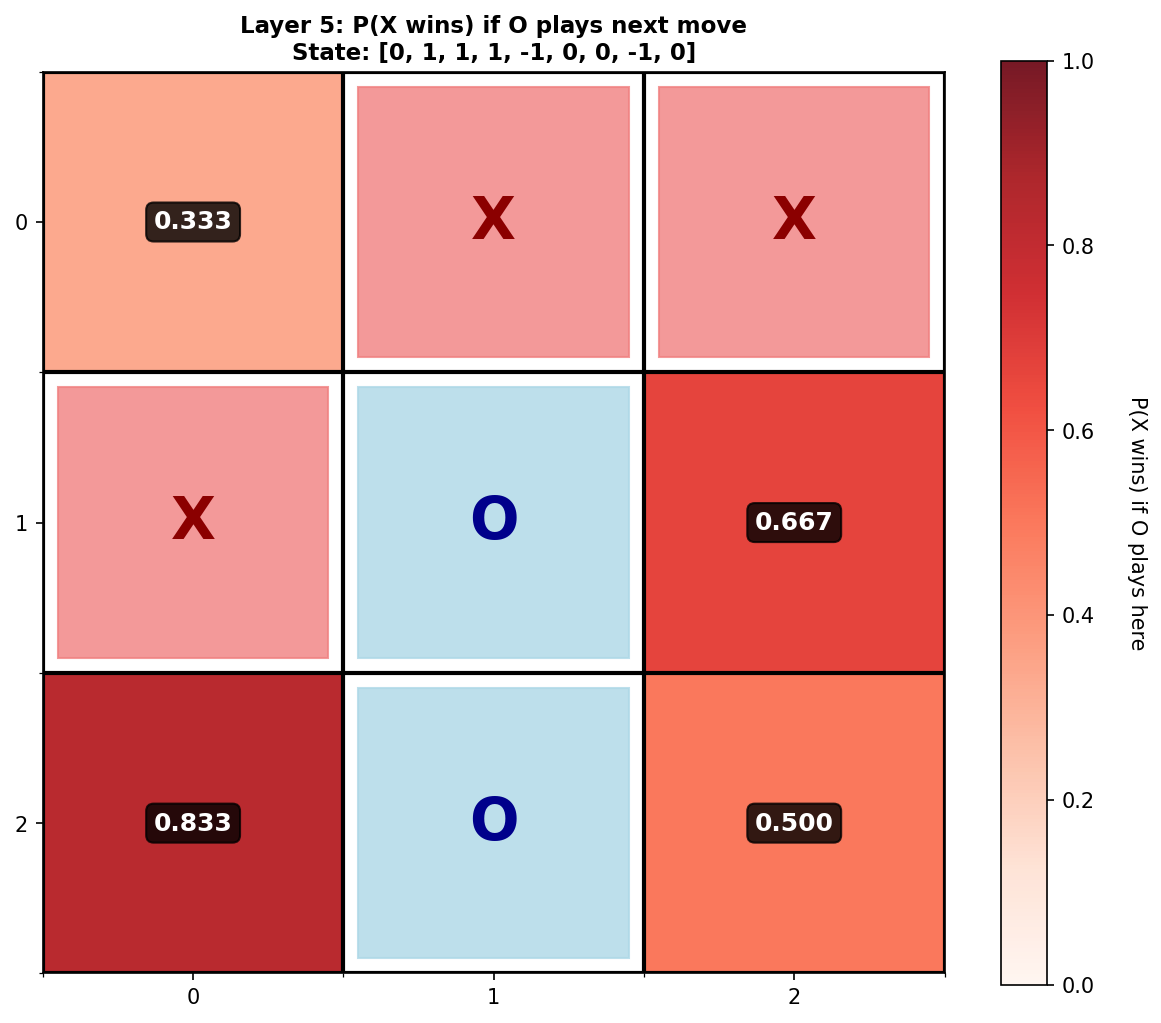 Layer 5: P(X wins) if O plays next move
State: [0, 1, 1, 1, -1, 0, 0, -1, 0]
0
0.333
X
X
1
X
O
0.667
2
0.833
O
0.500
0
1
2
1.0
0.8
0.6
0.4
0.2
0.0
P(X wins) if O plays here